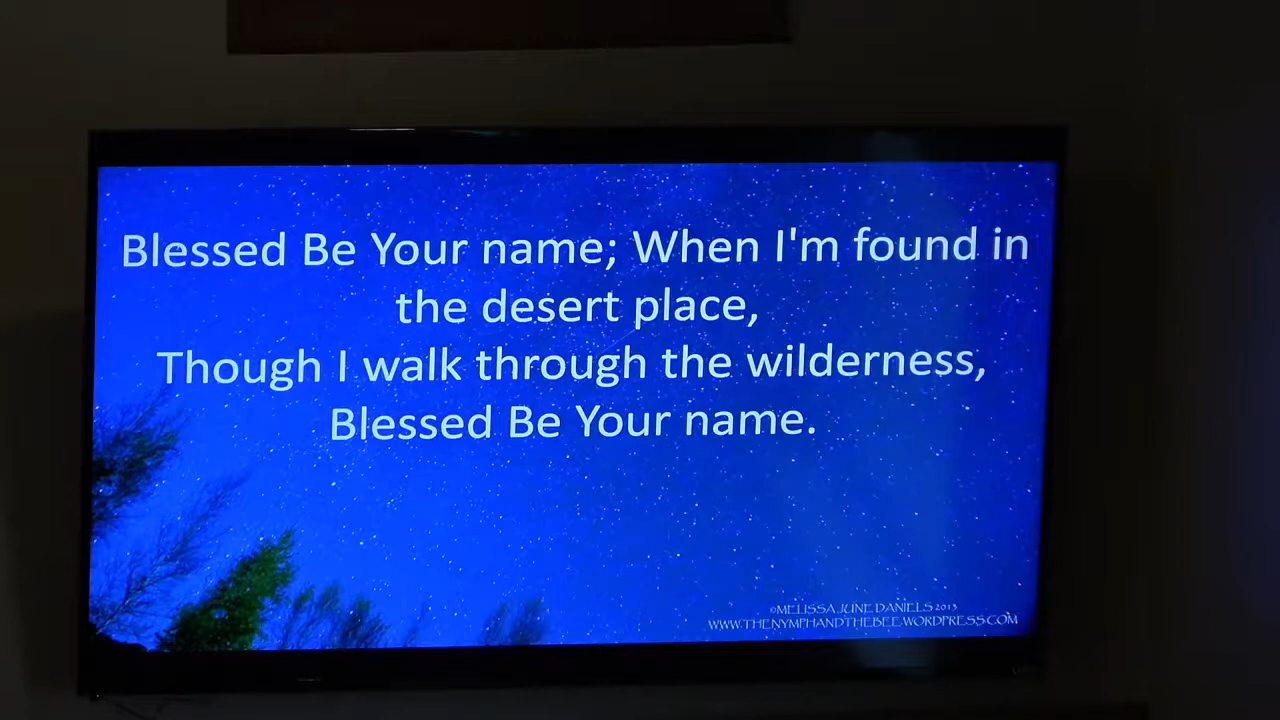 Blessed Be Your name; When I'm found in
the desert place,
Though I walk through the wilderness,
Blessed Be Your name.
©MELISSA JUNE DANIELS 2013
WWW.THENYMPHANDTHEBEE.WORDPRESS.COM